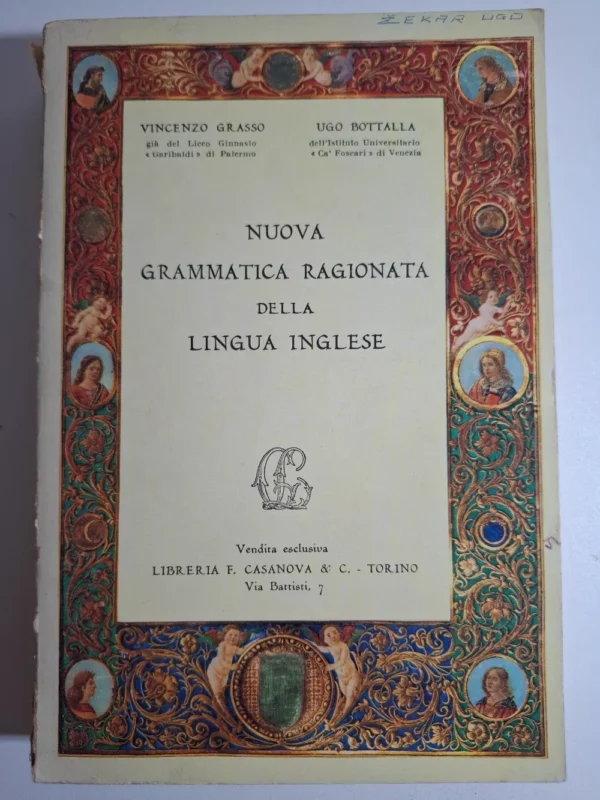 ŽEKAR UGO
VINCENZO GRASSO
già del Liceo Ginnasio
« Garibaldi » di Palermo
UGO BOTTALLA
dell'Istituto Universitario
« Ca' Foscari » di Venezia
NUOVA
GRAMMATICA RAGIONATA
DELLA
LINGUA INGLESE
Vendita esclusiva
LIBRERIA F. CASANOVA & C. - TORINO
Via Battisti, 7